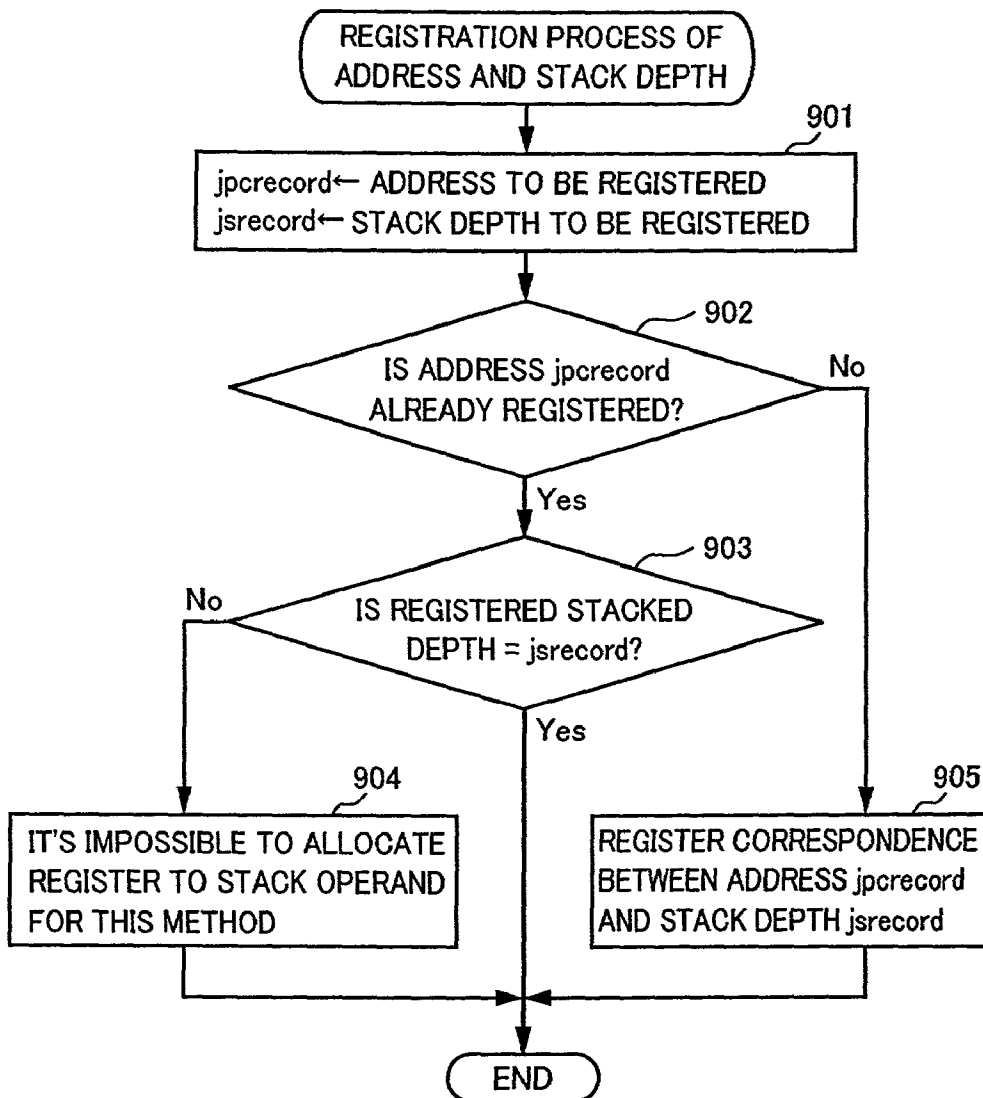 REGISTRATION PROCESS OF
ADDRESS AND STACK DEPTH
901
jpcrecord← ADDRESS TO BE REGISTERED
jsrecord← STACK DEPTH TO BE REGISTERED
902
IS ADDRESS jpcrecord
ALREADY REGISTERED?
No
Yes
903
No
IS REGISTERED STACKED
DEPTH = jsrecord?
Yes
904
IT'S IMPOSSIBLE TO ALLOCATE
REGISTER TO STACK OPERAND
FOR THIS METHOD
905
REGISTER CORRESPONDENCE
BETWEEN ADDRESS jpcrecord
AND STACK DEPTH jsrecord
END